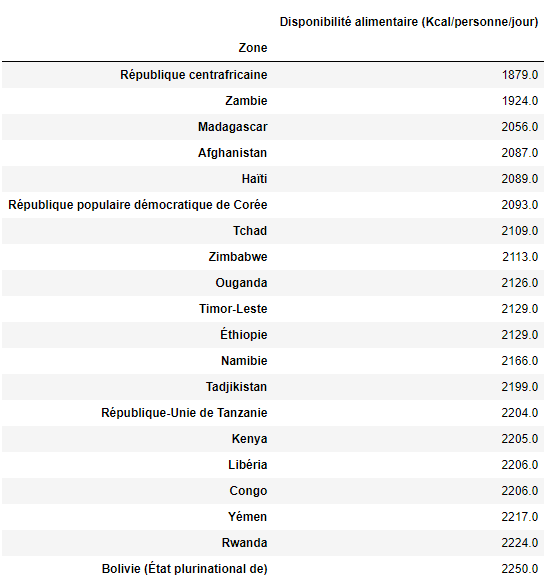 Disponibilité alimentaire (Kcal/personne/jour)
Zone
République centrafricaine 1879.0
Zambie 1924.0
Madagascar 2056.0
Afghanistan 2087.0
Haïti 2089.0
République populaire démocratique de Corée 2093.0
Tchad 2109.0
Zimbabwe 2113.0
Ouganda 2126.0
Timor-Leste 2129.0
Éthiopie 2129.0
Namibie 2166.0
Tadjikistan 2199.0
République-Unie de Tanzanie 2204.0
Kenya 2205.0
Libéria 2206.0
Congo 2206.0
Yémen 2217.0
Rwanda 2224.0
Bolivie (État plurinational de) 2250.0